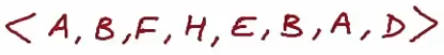 < A, B, F, H, E, B, A, D >